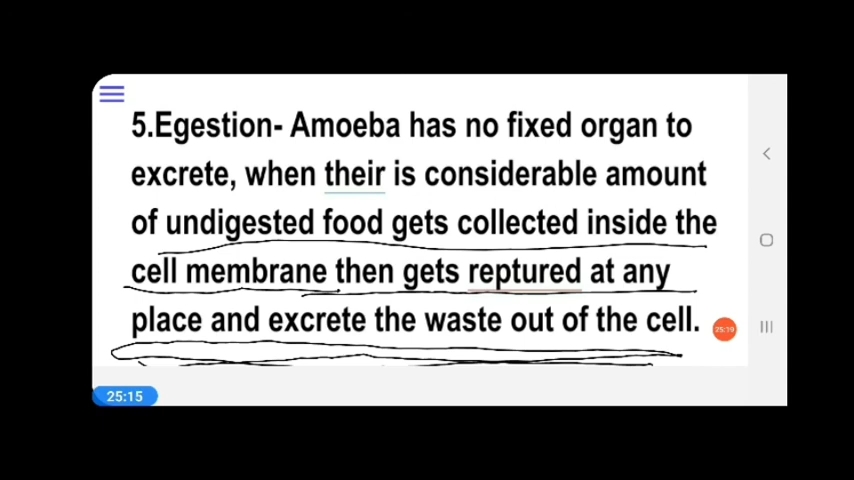 5.Egestion- Amoeba has no fixed organ to
excrete, when their is considerable amount
of undigested food gets collected inside the
cell membrane then gets reptured at any
place and excrete the waste out of the cell.
25:19
25:15